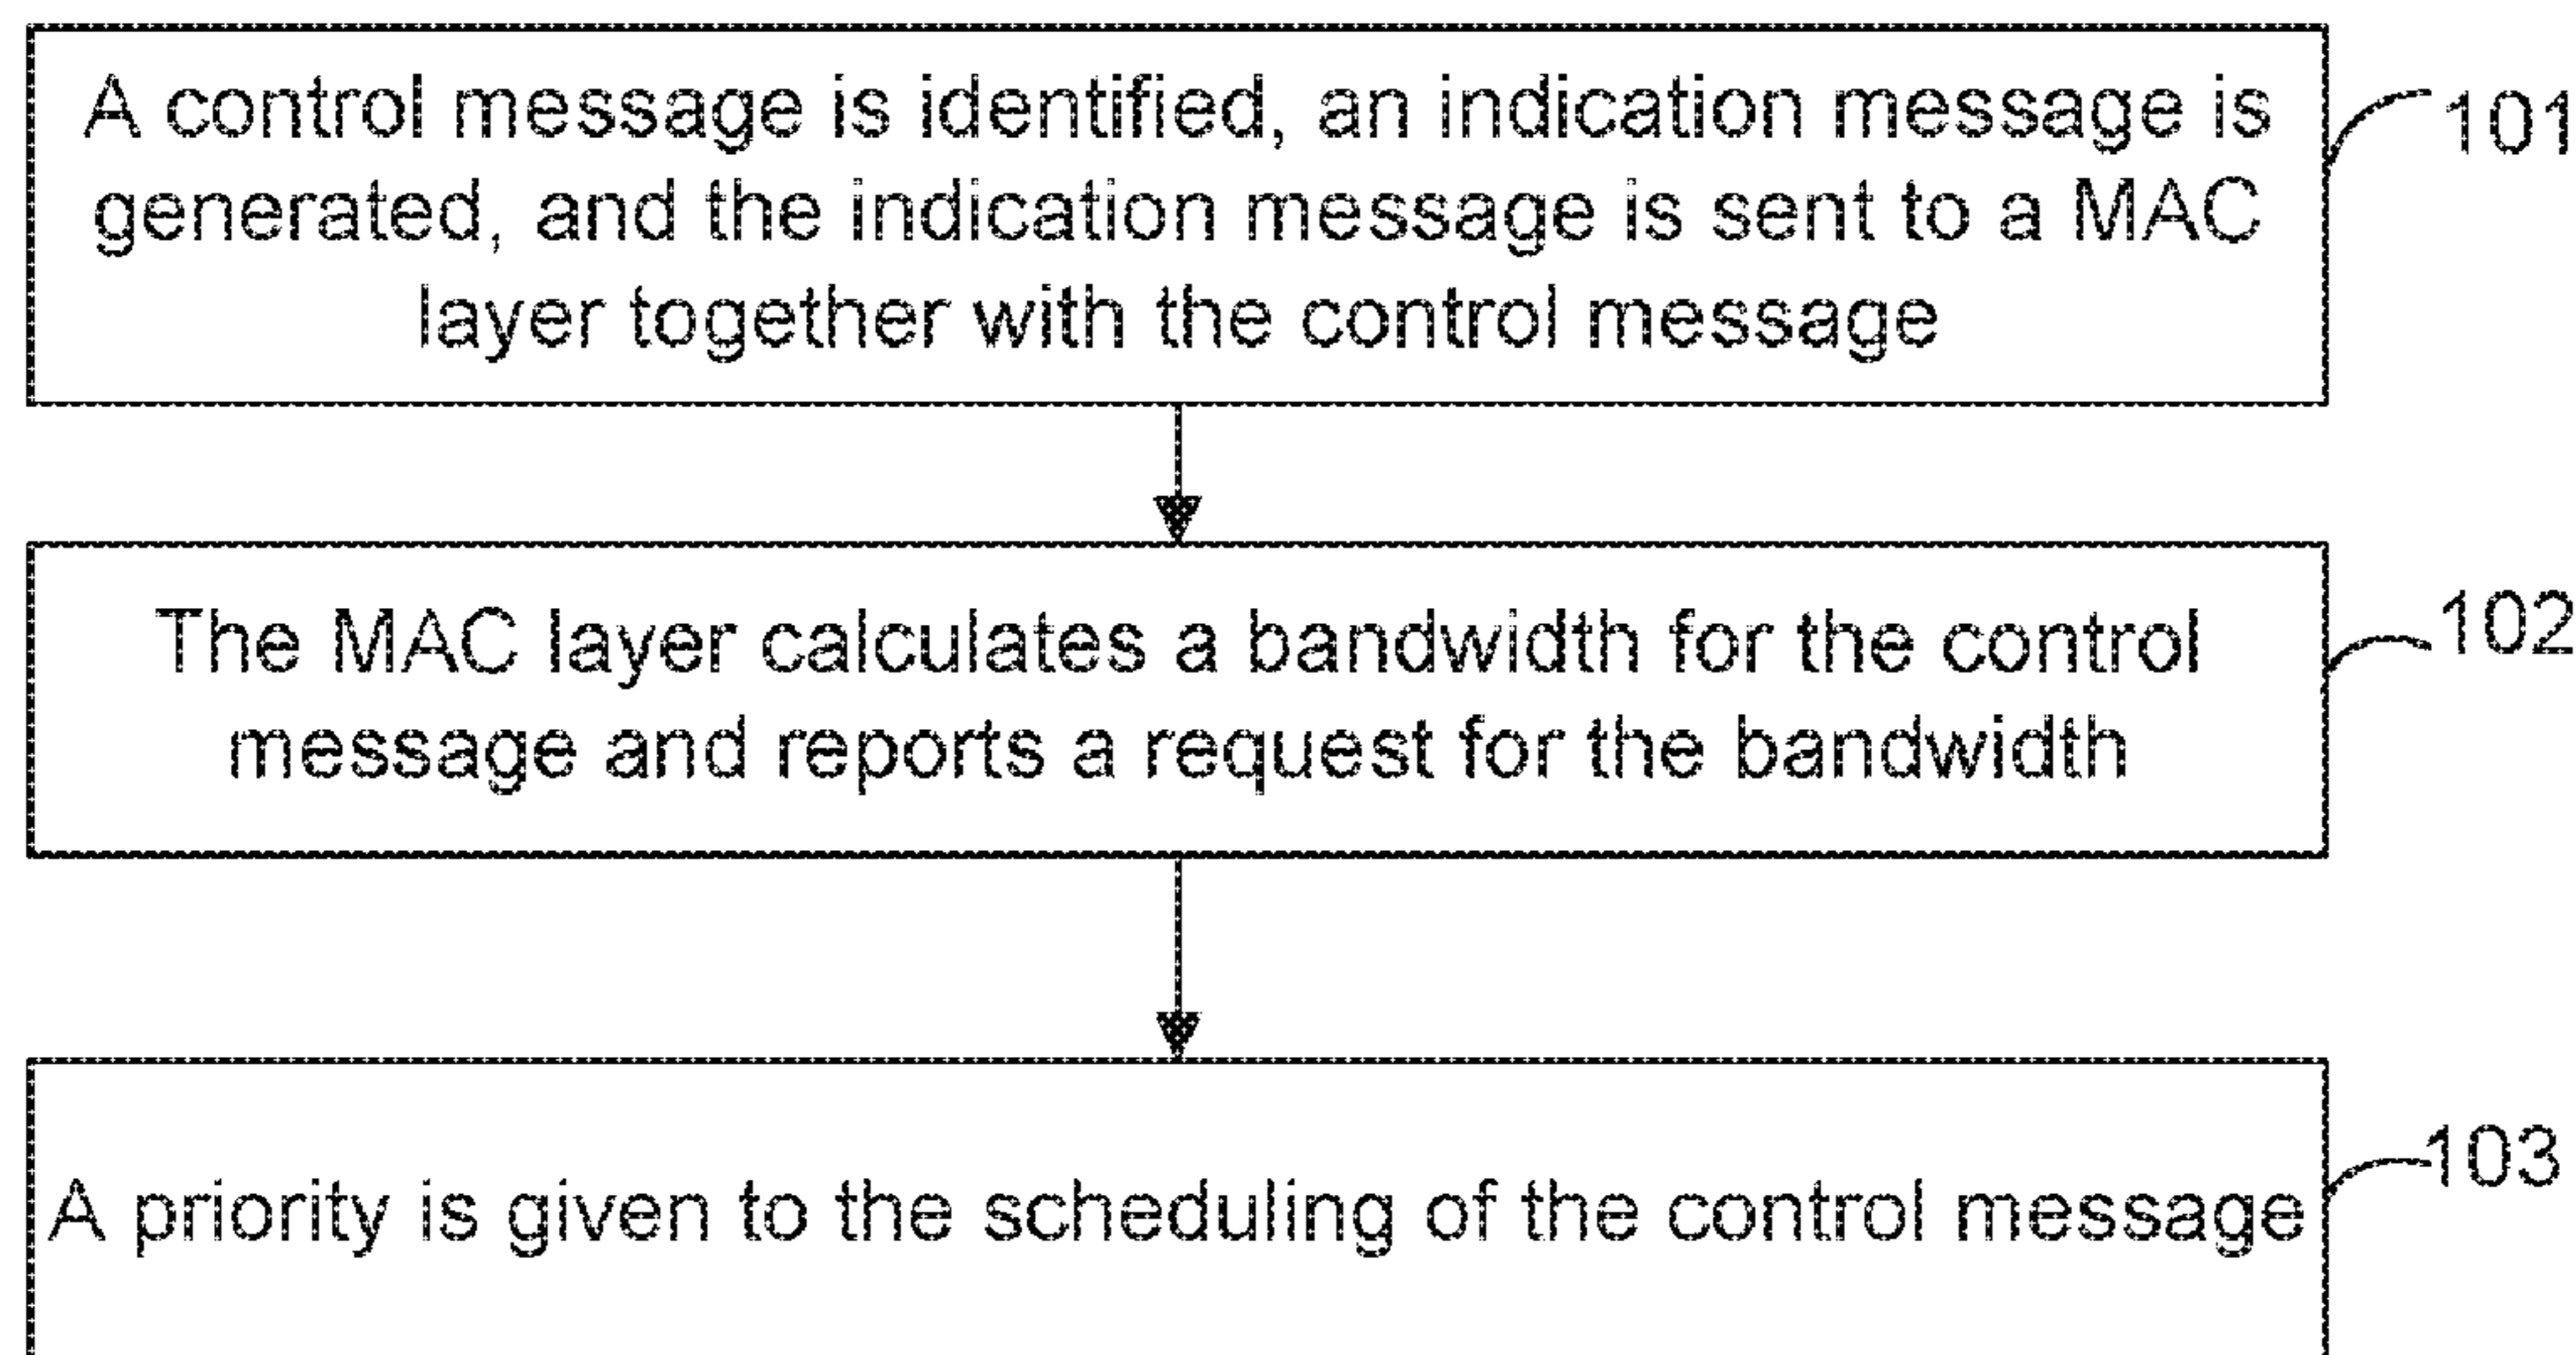 A control message is identified, an indication message is
101
generated, and the indication message is sent to a MAC
layer together with the control message
The MAC layer calculates a bandwidth for the control
102
message and reports a request for the bandwidth
103
A priority is given to the scheduling of the control message